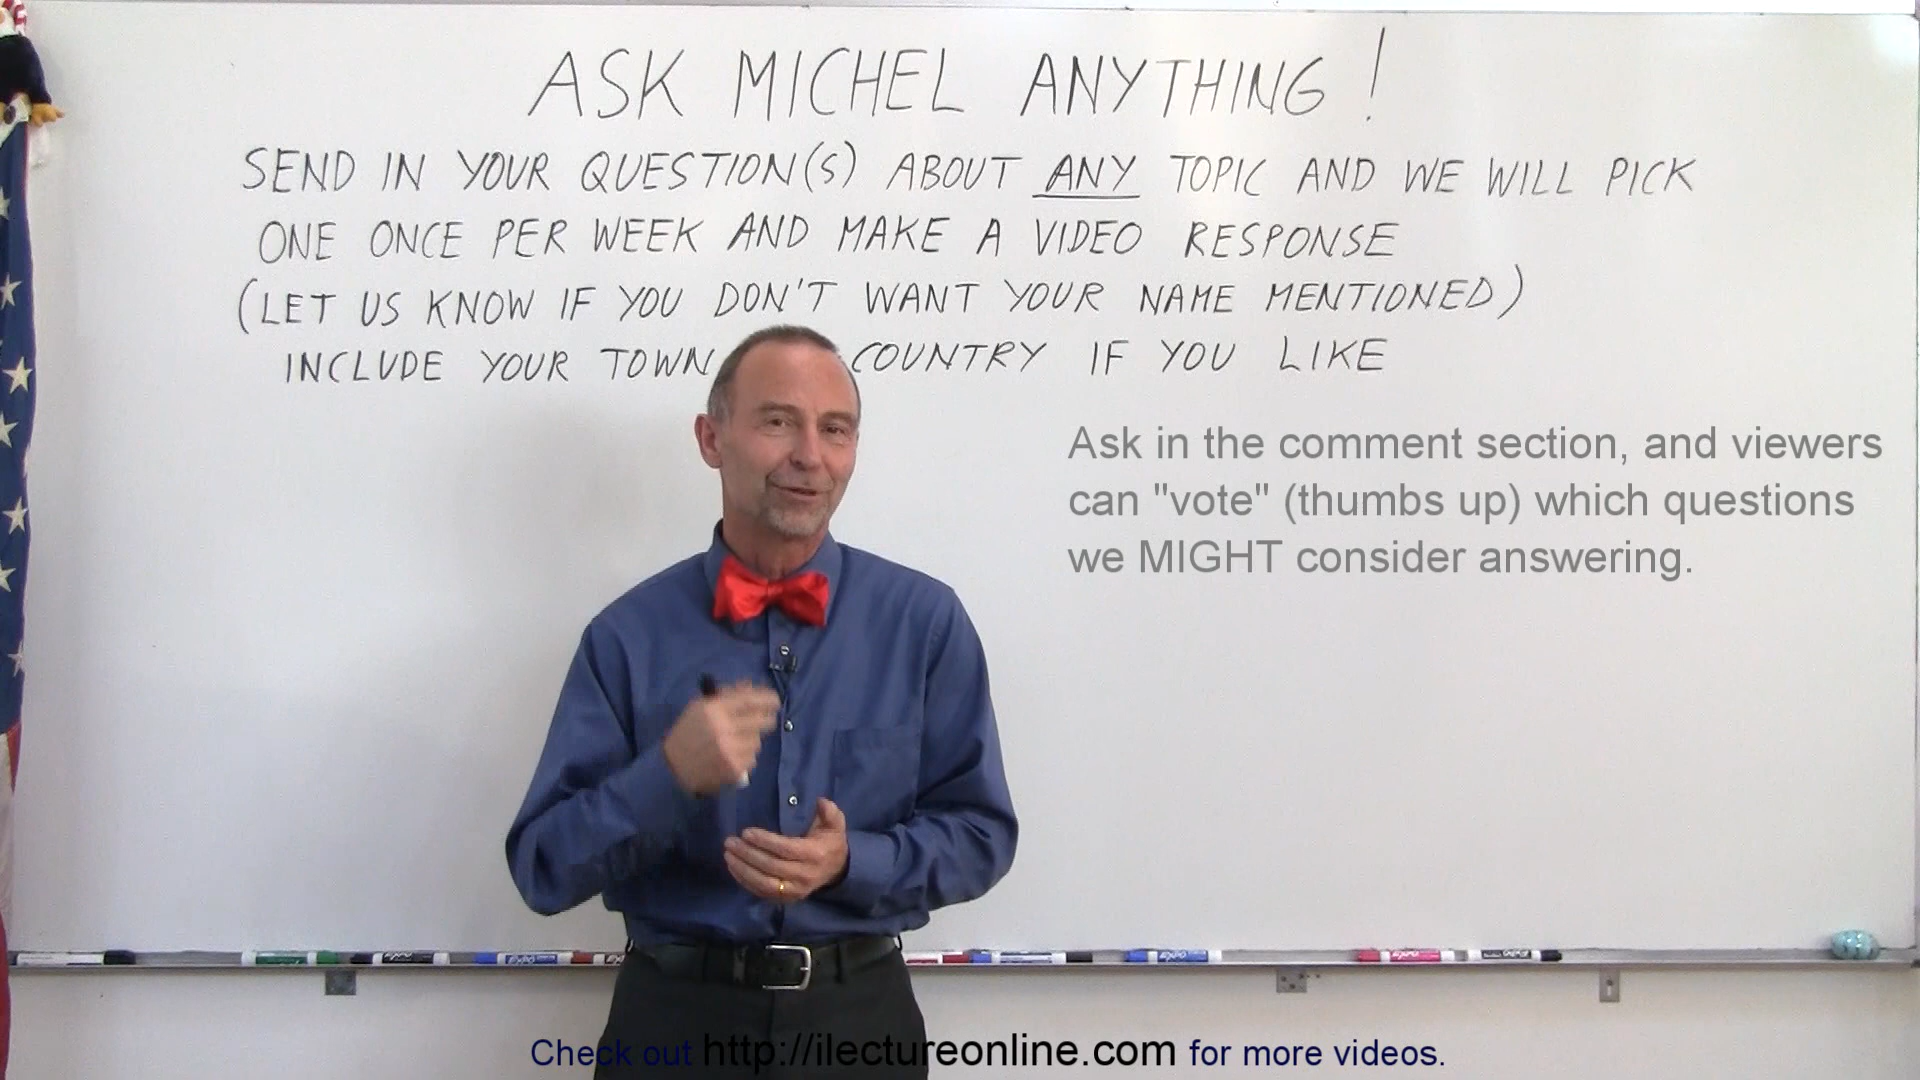 ASK MICHEL ANYTHING!
SEND IN YOUR QUESTION(S) ABOUT ANY TOPIC AND WE WILL PICK
ONE ONCE PER WEEK AND MAKE A VIDEO RESPONSE
(LET US KNOW IF YOU DON'T WANT YOUR NAME MENTIONED)
INCLUDE YOUR TOWN COUNTRY IF YOU LIKE
Ask in the comment section, and viewers
can "vote" (thumbs up) which questions
we MIGHT consider answering.
Check out http://ilectureonline.com for more videos.